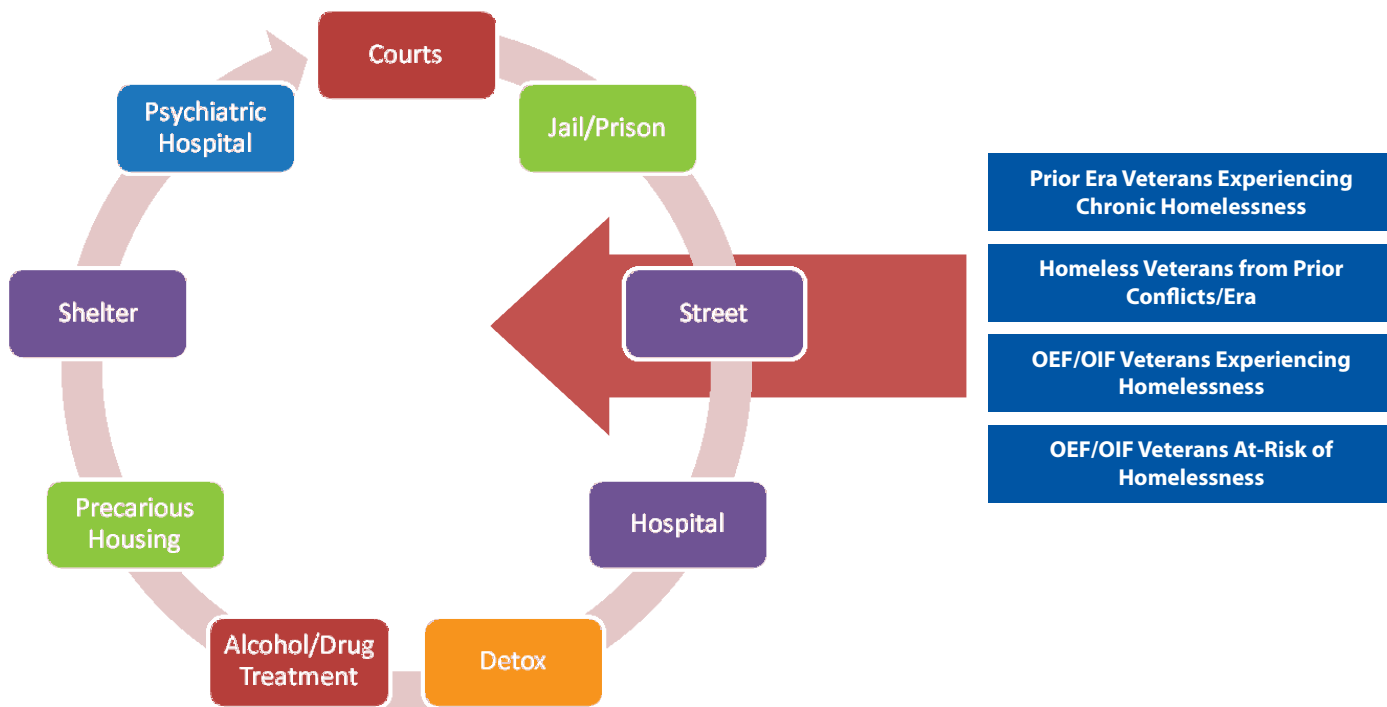 Courts
Jail/Prison
Street
Hospital
Detox
Alcohol/Drug
Treatment
Precarious
Housing
Shelter
Psychiatric
Hospital
Prior Era Veterans Experiencing
Chronic Homelessness
Homeless Veterans from Prior
Conflicts/Era
OEF/OIF Veterans Experiencing
Homelessness
OEF/OIF Veterans At-Risk of
Homelessness